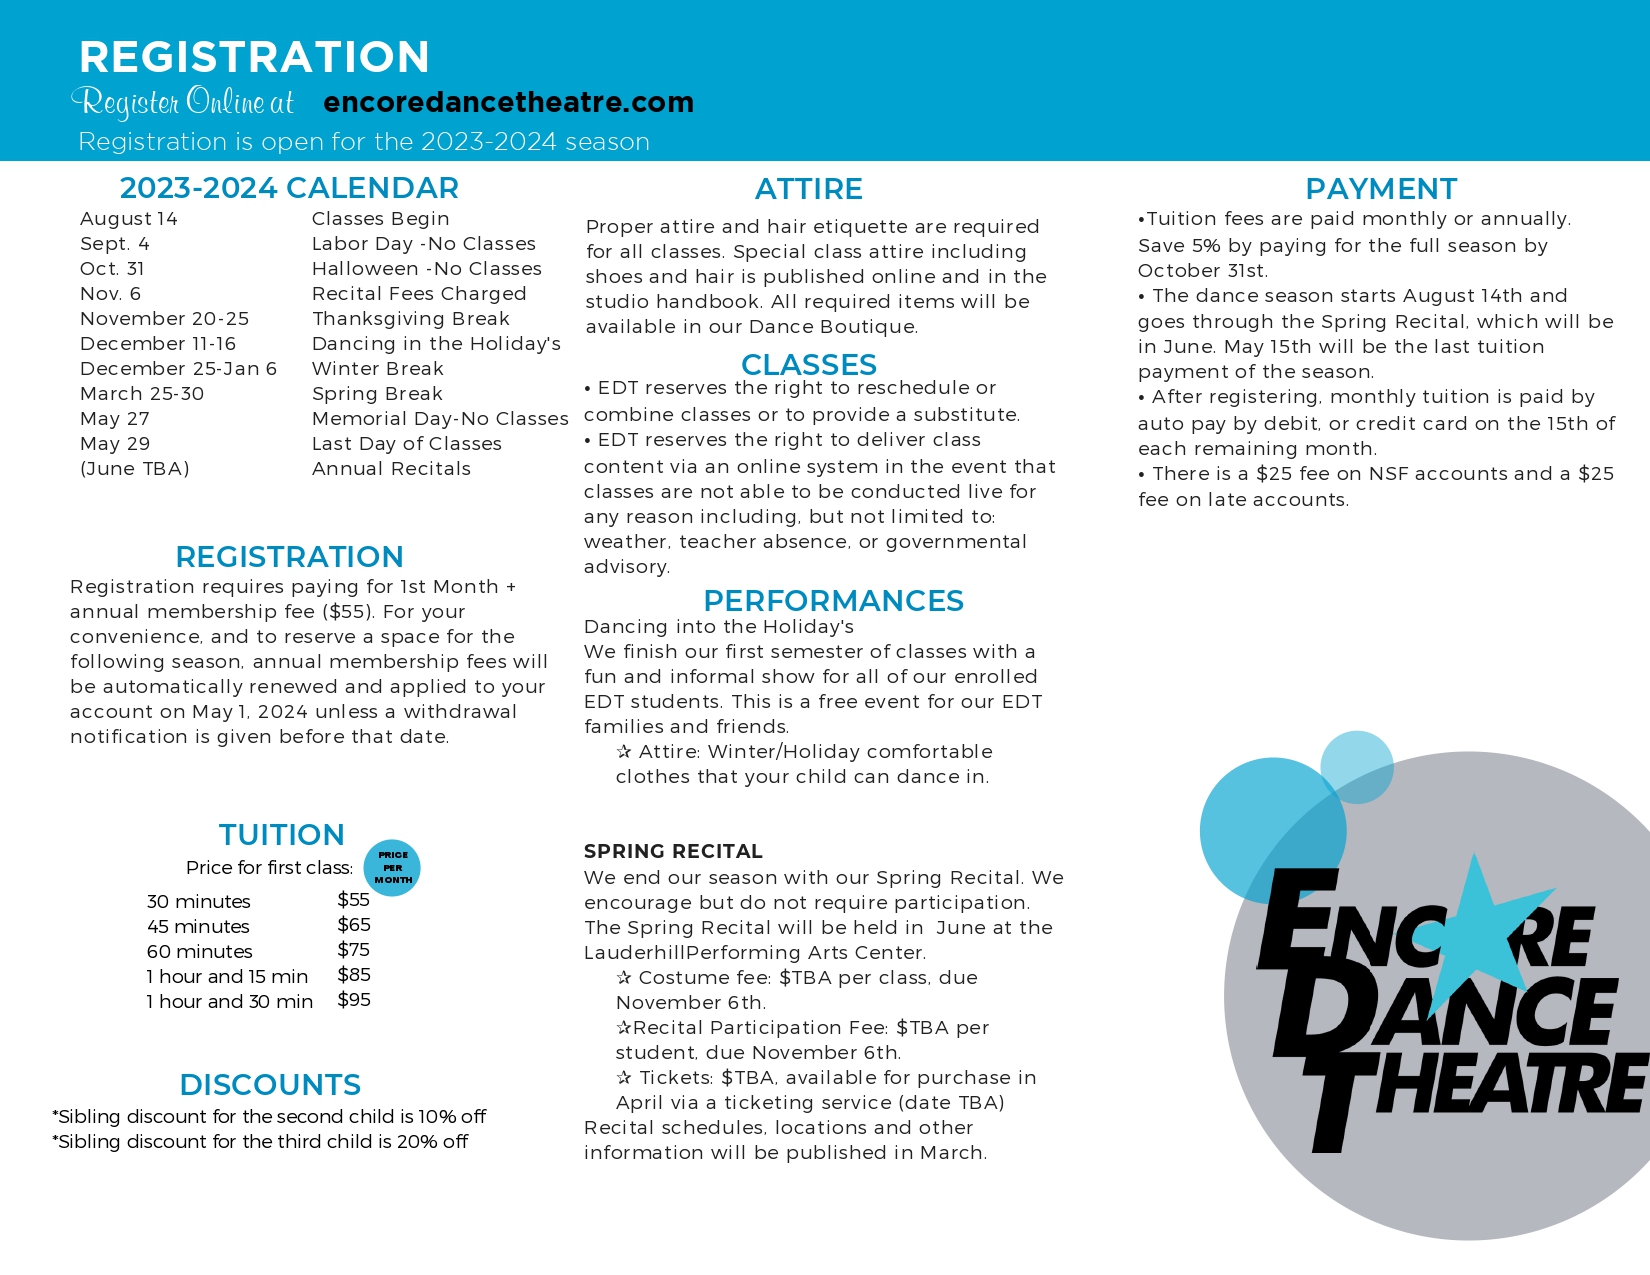 REGISTRATION
Register Online at encoredancetheatre.com
Registration is open for the 2023-2024 season
2023-2024 CALENDAR
August 14 Classes Begin
Sept. 4 Labor Day -No Classes
Oct. 31 Halloween -No Classes
Nov. 6 Recital Fees Charged
November 20-25 Thanksgiving Break
December 11-16 Dancing in the Holiday's
December 25-Jan 6 Winter Break
March 25-30 Spring Break
May 27 Memorial Day-No Classes
May 29 Last Day of Classes
(June TBA) Annual Recitals
REGISTRATION
Registration requires paying for 1st Month +
annual membership fee ($55). For your
convenience, and to reserve a space for the
following season, annual membership fees will
be automatically renewed and applied to your
account on May 1, 2024 unless a withdrawal
notification is given before that date.
TUITION
Price for first class:
PRICE
PER
MONTH
30 minutes $55
45 minutes $65
60 minutes $75
1 hour and 15 min $85
1 hour and 30 min $95
DISCOUNTS
*Sibling discount for the second child is 10% off
*Sibling discount for the third child is 20% off
ATTIRE
Proper attire and hair etiquette are required
for all classes. Special class attire including
shoes and hair is published online and in the
studio handbook. All required items will be
available in our Dance Boutique.
CLASSES
• EDT reserves the right to reschedule or
combine classes or to provide a substitute.
• EDT reserves the right to deliver class
content via an online system in the event that
classes are not able to be conducted live for
any reason including, but not limited to:
weather, teacher absence, or governmental
advisory.
PERFORMANCES
Dancing into the Holiday's
We finish our first semester of classes with a
fun and informal show for all of our enrolled
EDT students. This is a free event for our EDT
families and friends.
✰ Attire: Winter/Holiday comfortable
clothes that your child can dance in.
SPRING RECITAL
We end our season with our Spring Recital. We
encourage but do not require participation.
The Spring Recital will be held in June at the
LauderhillPerforming Arts Center.
✰ Costume fee: $TBA per class, due
November 6th.
✰Recital Participation Fee: $TBA per
student, due November 6th.
✰ Tickets: $TBA, available for purchase in
April via a ticketing service (date TBA)
Recital schedules, locations and other
information will be published in March.
PAYMENT
•Tuition fees are paid monthly or annually.
Save 5% by paying for the full season by
October 31st.
• The dance season starts August 14th and
goes through the Spring Recital, which will be
in June. May 15th will be the last tuition
payment of the season.
• After registering, monthly tuition is paid by
auto pay by debit, or credit card on the 15th of
each remaining month.
• There is a $25 fee on NSF accounts and a $25
fee on late accounts.
ENCORE
DANCE
THEATRE